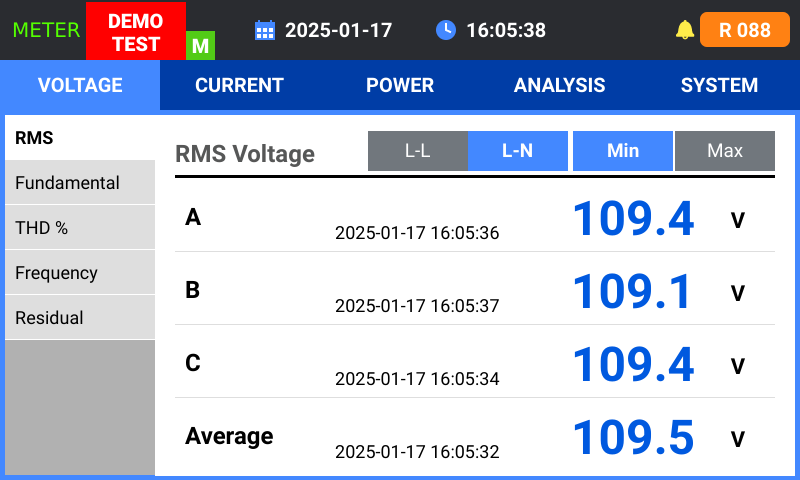 METER
DEMO
TEST
M
2025-01-17
16:05:38
R 088
VOLTAGE
CURRENT
POWER
ANALYSIS
SYSTEM
RMS
Fundamental
THD %
Frequency
Residual
RMS Voltage
L-L
L-N
Min
Max
A
2025-01-17 16:05:36
109.4
V
B
2025-01-17 16:05:37
109.1
V
C
2025-01-17 16:05:34
109.4
V
Average
2025-01-17 16:05:32
109.5
V